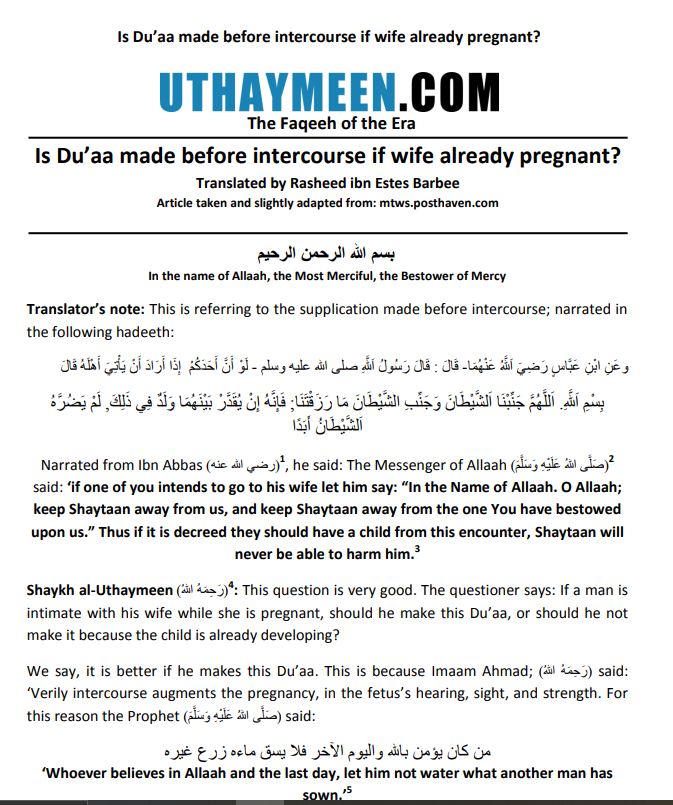 Is Du’aa made before intercourse if wife already pregnant?
UTHAYMEEN.COM
The Faqeeh of the Era
Is Du’aa made before intercourse if wife already pregnant?
Translated by Rasheed ibn Estes Barbee
Article taken and slightly adapted from: mtws.posthaven.com
بسم الله الرحمن الرحيم
In the name of Allaah, the Most Merciful, the Bestower of Mercy
Translator’s note: This is referring to the supplication made before intercourse; narrated in
the following hadeeth:
وعَنِ ابْنِ عَبَّاسٍ رَضِيَ اَللَّهُ عَنْهُمَا- قَالَ : قَالَ رَسُولُ اَللَّهِ صلى الله عليه وسلم - لَوْ أَنَّ أَحَدَكُمْ إِذَا أَرَادَ أَنْ يَأْتِيَ أَهْلَهُ قَالَ
بِسْمِ اَللَّهِ. اَللَّهُمَّ جَنِّبْنَا اَلشَّيْطَانَ وَجَنِّبِ الشَّيْطَانَ مَا رَزَقْتَنَا; فَإِنَّهُ إِنْ يُقَدَّرْ بَيْنَهُمَا وَلَدٌ فِي ذَلِكَ, لَمْ يَضُرَّهُ
اَلشَّيْطَانُ أَبَدًا
Narrated from Ibn Abbas (رضي الله عنه)1, he said: The Messenger of Allaah (صَلَّى اللهُ عَلَيْهِ وَسَلَّمَ)2
said: ‘if one of you intends to go to his wife let him say: “In the Name of Allaah. O Allaah;
keep Shaytaan away from us, and keep Shaytaan away from the one You have bestowed
upon us.” Thus if it is decreed they should have a child from this encounter, Shaytaan will
never be able to harm him.3
Shaykh al-Uthaymeen (رَحِمَهُ اللهُ)4: This question is very good. The questioner says: If a man is
intimate with his wife while she is pregnant, should he make this Du’aa, or should he not
make it because the child is already developing?
We say, it is better if he makes this Du’aa. This is because Imaam Ahmad; (رَحِمَهُ اللهُ) said:
‘Verily intercourse augments the pregnancy, in the fetus’s hearing, sight, and strength. For
this reason the Prophet (صَلَّى اللهُ عَلَيْهِ وَسَلَّمَ) said:
من كان يؤمن بالله واليوم الآخر فلا يسق ماءه زرع غيره
‘Whoever believes in Allaah and the last day, let him not water what another man has
sown.’5